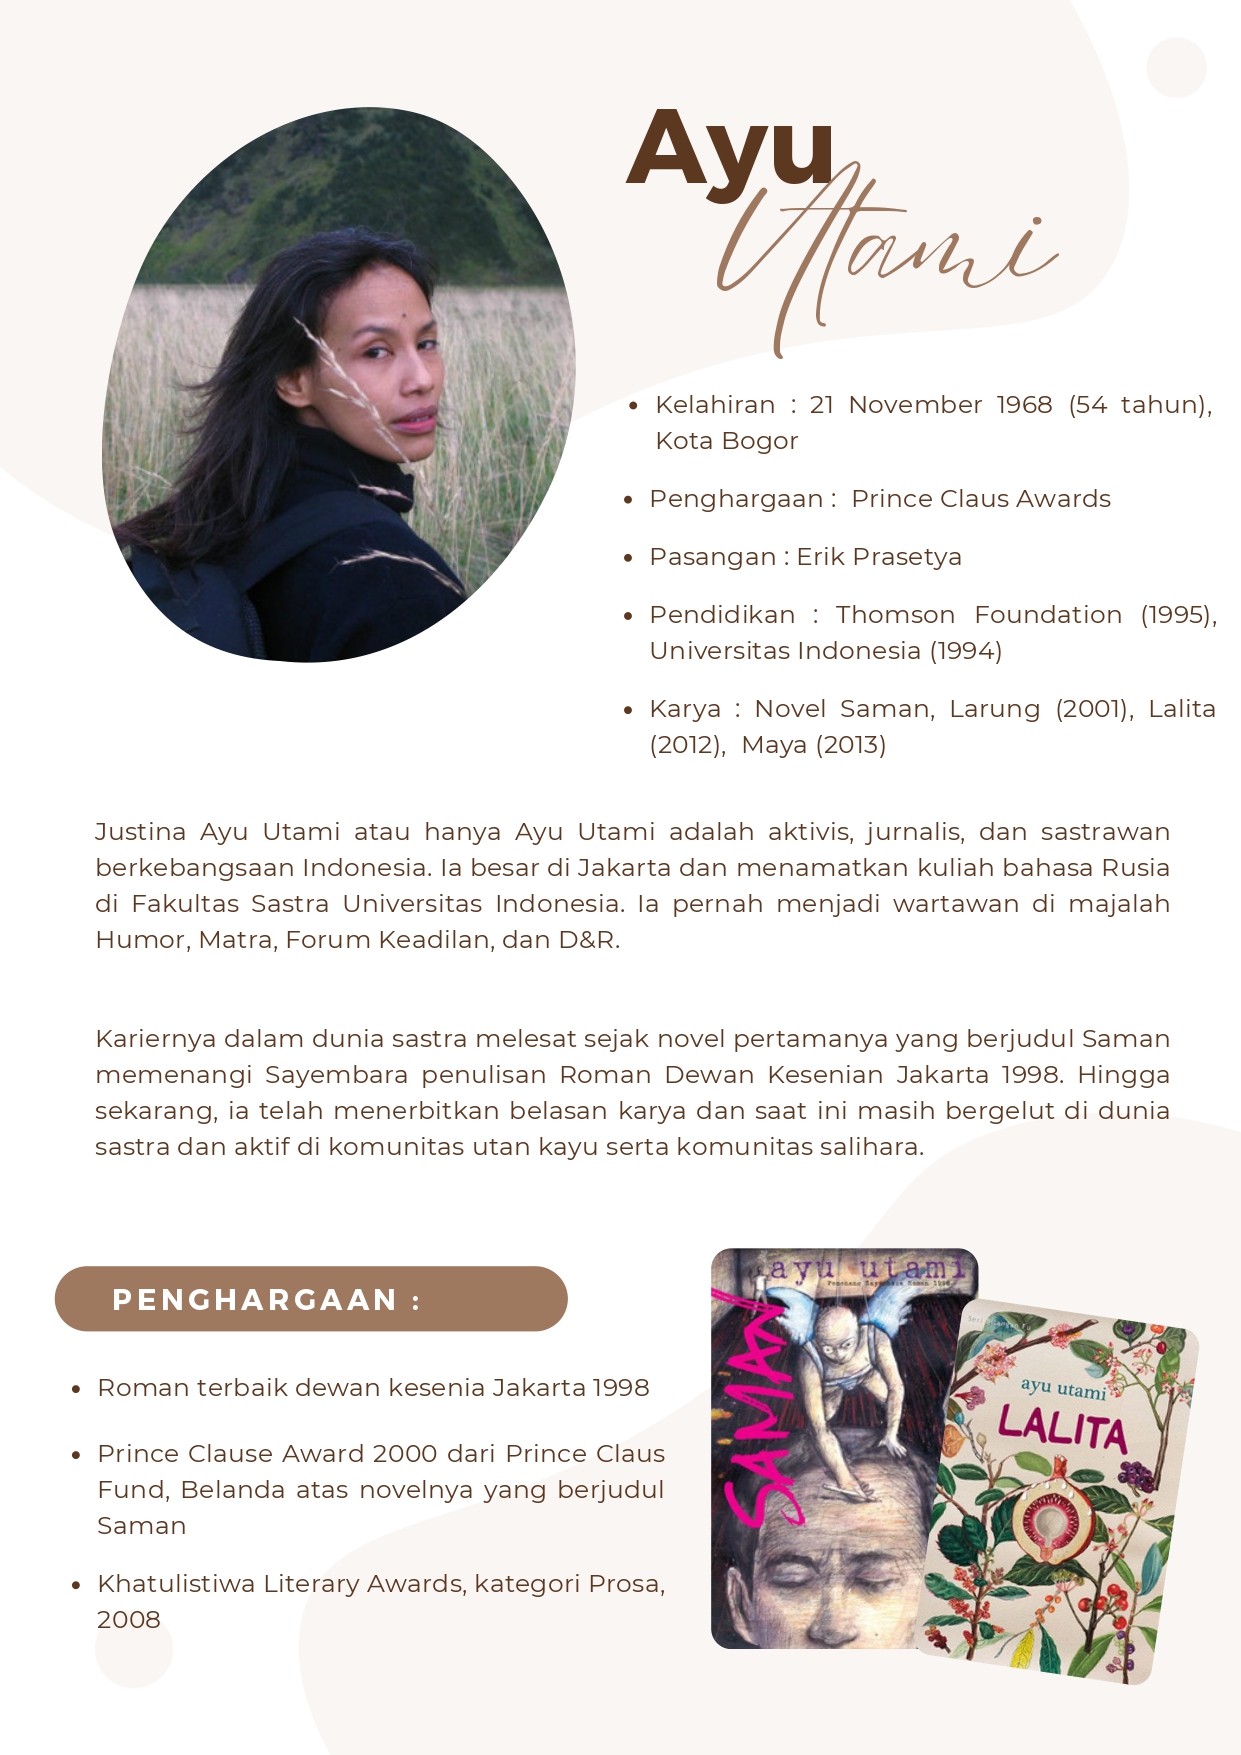 Ayu
Utami
• Kelahiran : 21 November 1968 (54 tahun),
Kota Bogor
• Penghargaan : Prince Claus Awards
• Pasangan : Erik Prasetya
• Pendidikan : Thomson Foundation (1995),
Universitas Indonesia (1994)
• Karya : Novel Saman, Larung (2001), Lalita
(2012), Maya (2013)
Justina Ayu Utami atau hanya Ayu Utami adalah aktivis, jurnalis, dan sastrawan
berkebangsaan Indonesia. Ia besar di Jakarta dan menamatkan kuliah bahasa Rusia
di Fakultas Sastra Universitas Indonesia. Ia pernah menjadi wartawan di majalah
Humor, Matra, Forum Keadilan, dan D&R.
Kariernya dalam dunia sastra melesat sejak novel pertamanya yang berjudul Saman
memenangi Sayembara penulisan Roman Dewan Kesenian Jakarta 1998. Hingga
sekarang, ia telah menerbitkan belasan karya dan saat ini masih bergelut di dunia
sastra dan aktif di komunitas utan kayu serta komunitas salihara.
PENGHARGAAN :
• Roman terbaik dewan kesenia Jakarta 1998
• Prince Clause Award 2000 dari Prince Claus
Fund, Belanda atas novelnya yang berjudul
Saman
• Khatulistiwa Literary Awards, kategori Prosa,
2008
ayu utami
SAMAN
ayu utami
LALITA